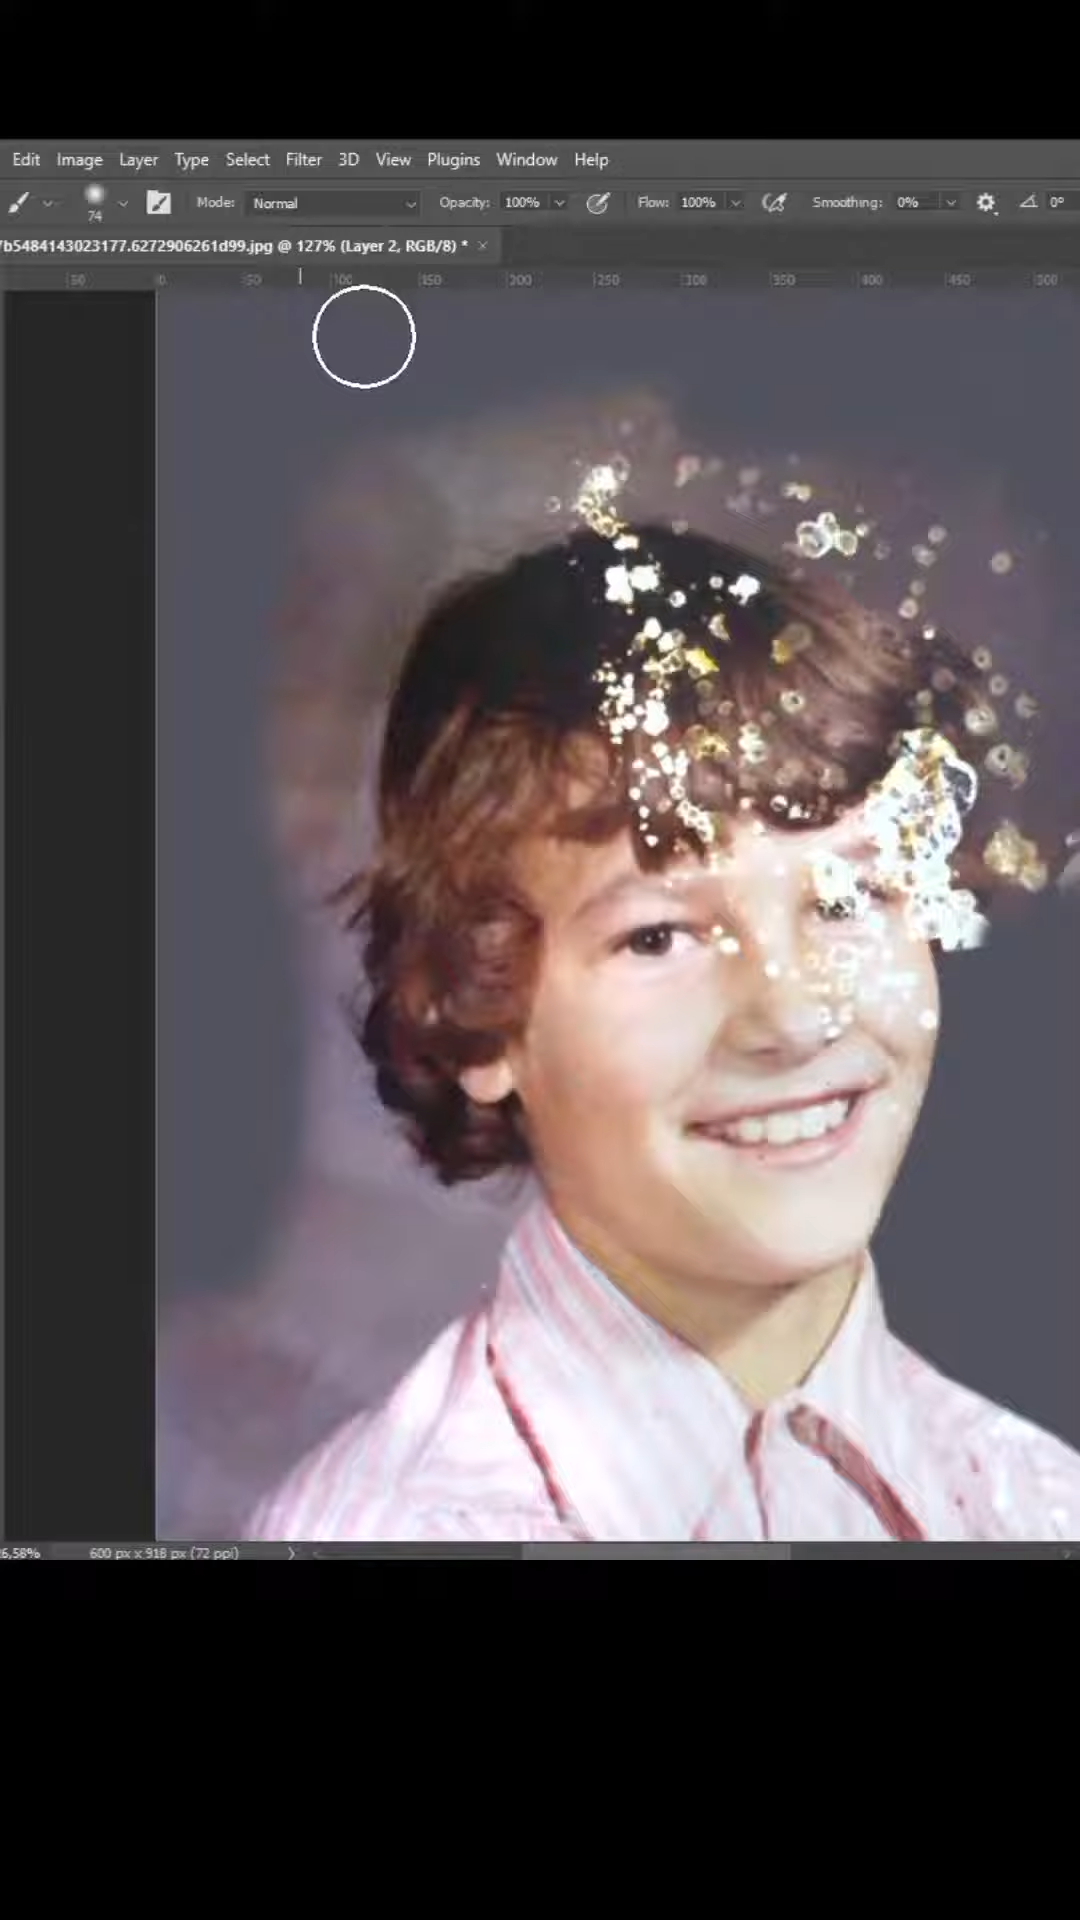 Edit Image Layer Type Select Filter 3D View Plugins Window Help
74 Mode: Normal Opacity: 100% Flow: 100% Smoothing: 0% 0°
7b5484143023177.6272906261d99.jpg @ 127% (Layer 2, RGB/8) * ×
50 0 50 100 150 200 250 300 350 400 450 500
6,58% 600 px x 918 px (72 ppi)